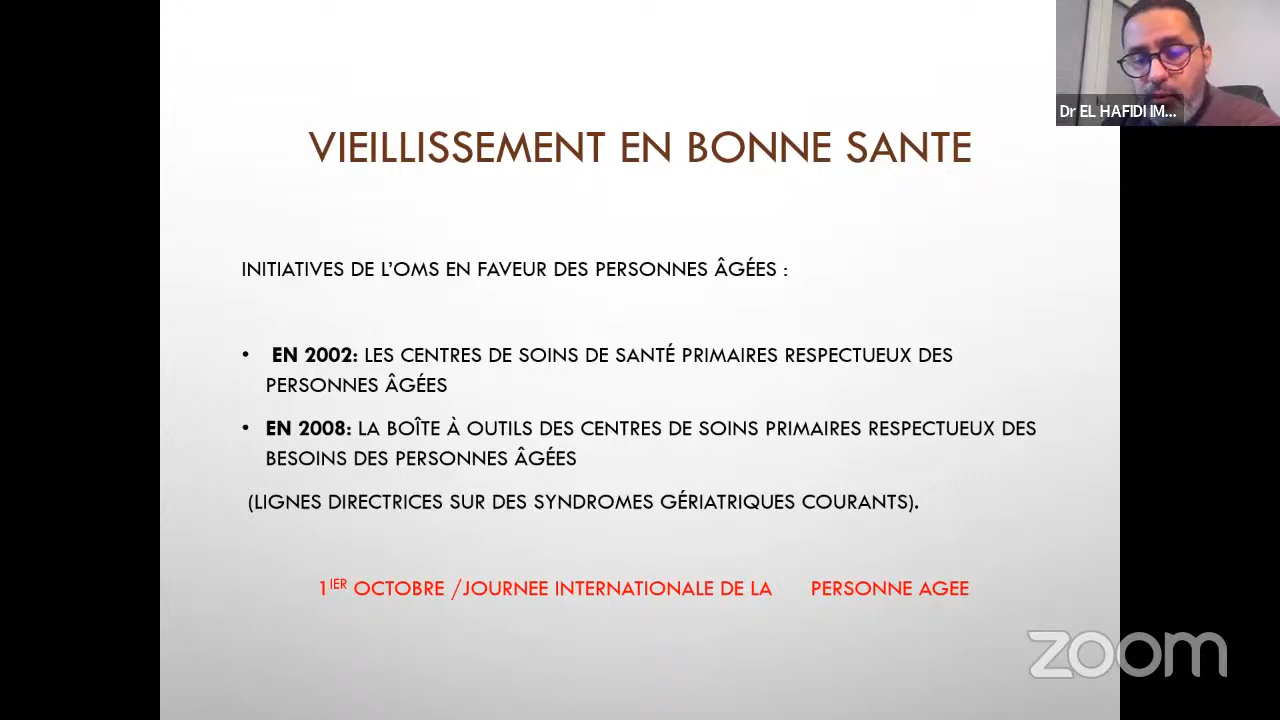 Dr EL HAFIDI IM...
VIEILLISSEMENT EN BONNE SANTE
INITIATIVES DE L’OMS EN FAVEUR DES PERSONNES ÂGÉES :
• EN 2002: LES CENTRES DE SOINS DE SANTÉ PRIMAIRES RESPECTUEUX DES
PERSONNES ÂGÉES
• EN 2008: LA BOÎTE À OUTILS DES CENTRES DE SOINS PRIMAIRES RESPECTUEUX DES
BESOINS DES PERSONNES ÂGÉES
(LIGNES DIRECTRICES SUR DES SYNDROMES GÉRIATRIQUES COURANTS).
1IER OCTOBRE /JOURNEE INTERNATIONALE DE LA PERSONNE AGEE
zoom